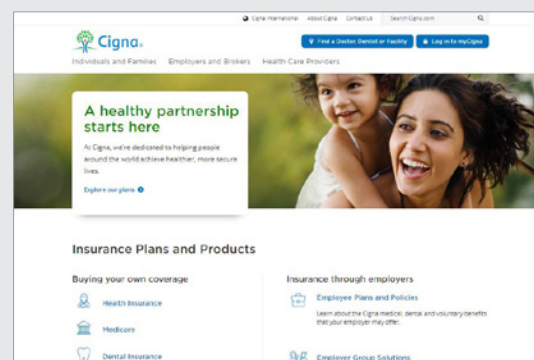 Cigna International About Cigna Contact Us Search Cigna.com
Cigna®
Find a Doctor Dentist or Facility
Log in to myCigna
Individuals and Families Employers and Brokers Health Care Providers
A healthy partnership
starts here
At Cigna, we're dedicated to helping people
around the world achieve healthier, more secure
lives.
Explore our plans
Insurance Plans and Products
Buying your own coverage
Health Insurance
Medicare
Dental Insurance
Insurance through employers
Employee Plans and Policies
Learn about the Cigna medical, dental and voluntary benefits
that your employer may offer.
Employer Group Solutions